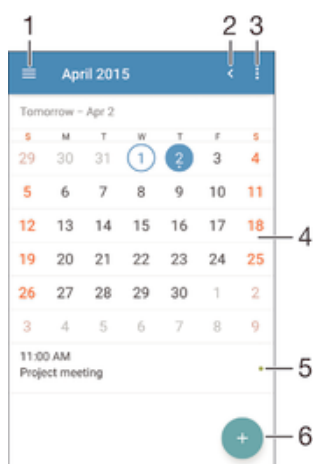 1 2 3
April 2015 <
Tomorrow – Apr 2
S M T W T F S
29 30 31 1 2 3 4
5 6 7 8 9 10 11
12 13 14 15 16 17 18
4
19 20 21 22 23 24 25
26 27 28 29 30 1 2
3 4 5 6 7 8 9
11:00 AM
Project meeting
5
+ 6